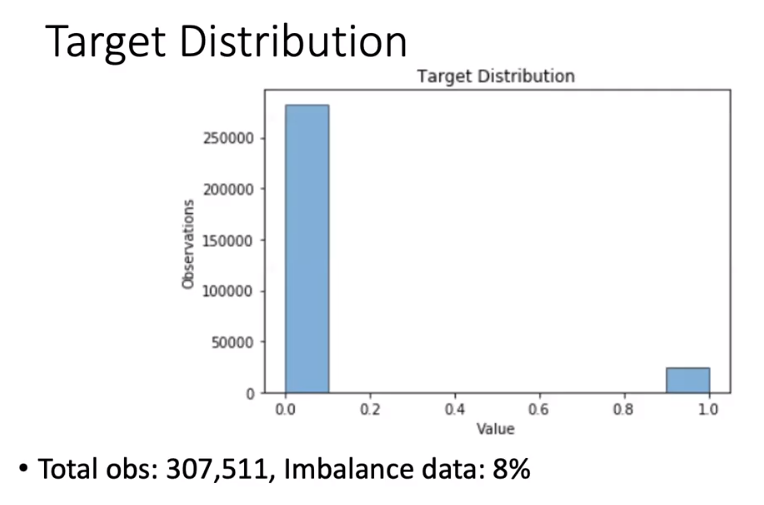 Target Distribution
Target Distribution
250000
200000
150000
100000
50000
0
Observations
0.0 0.2 0.4 0.6 0.8 1.0
Value
• Total obs: 307,511, Imbalance data: 8%